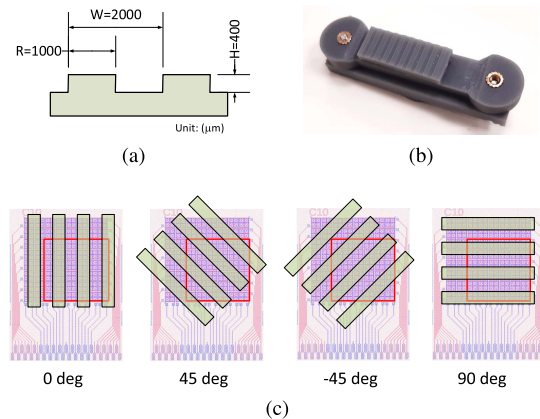 W=2000
R=1000
H=400
Unit: (μm)
(a)
(b)
C10
C10
C10
C10
0 deg
45 deg
-45 deg
90 deg
(c)